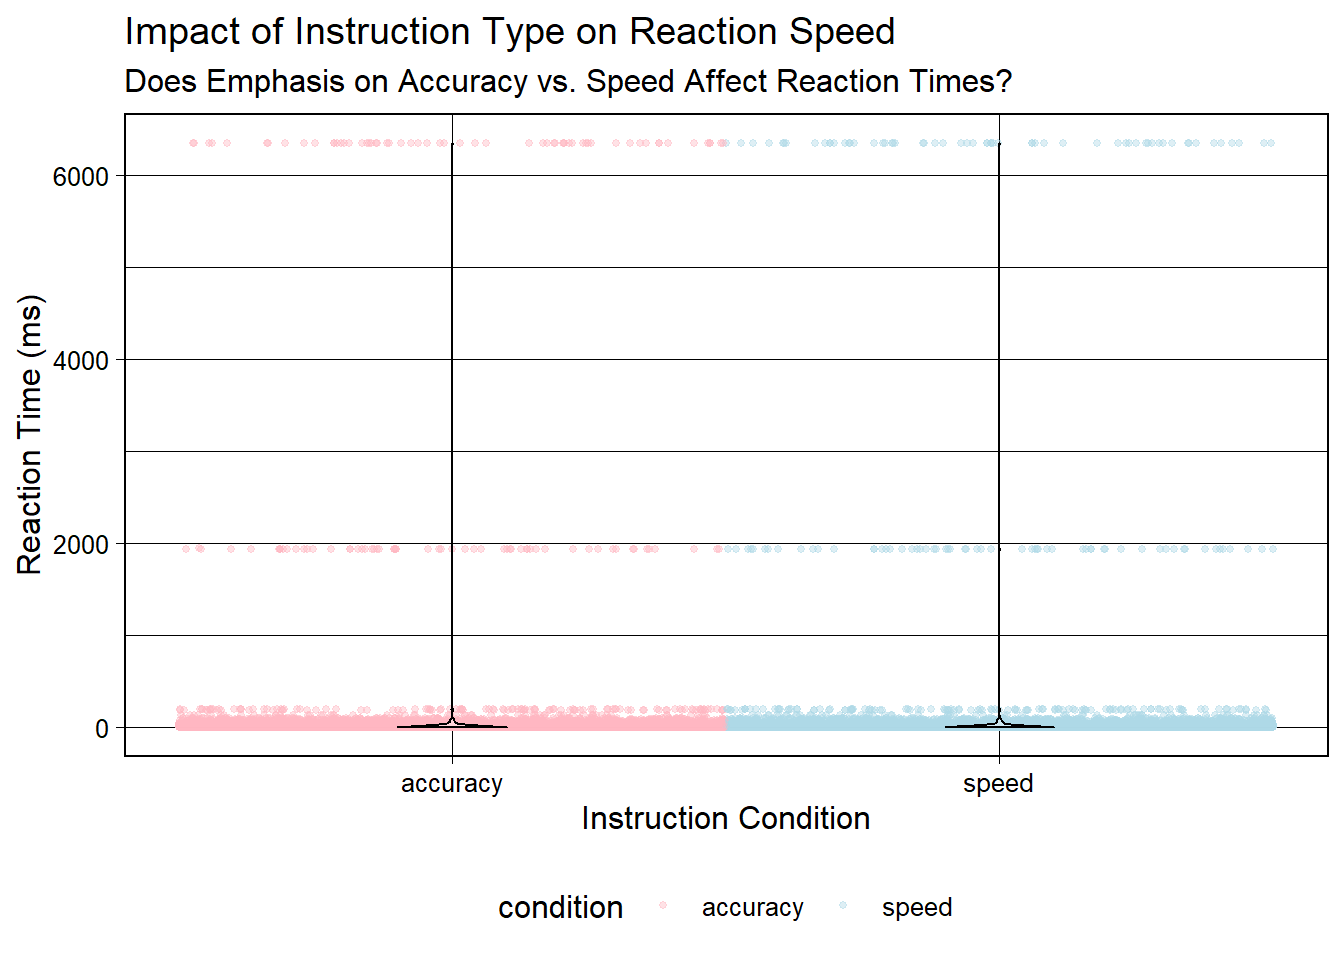 Impact of Instruction Type on Reaction Speed
Does Emphasis on Accuracy vs. Speed Affect Reaction Times?
Reaction Time (ms)
6000
4000
2000
0
accuracy speed
Instruction Condition
condition accuracy speed